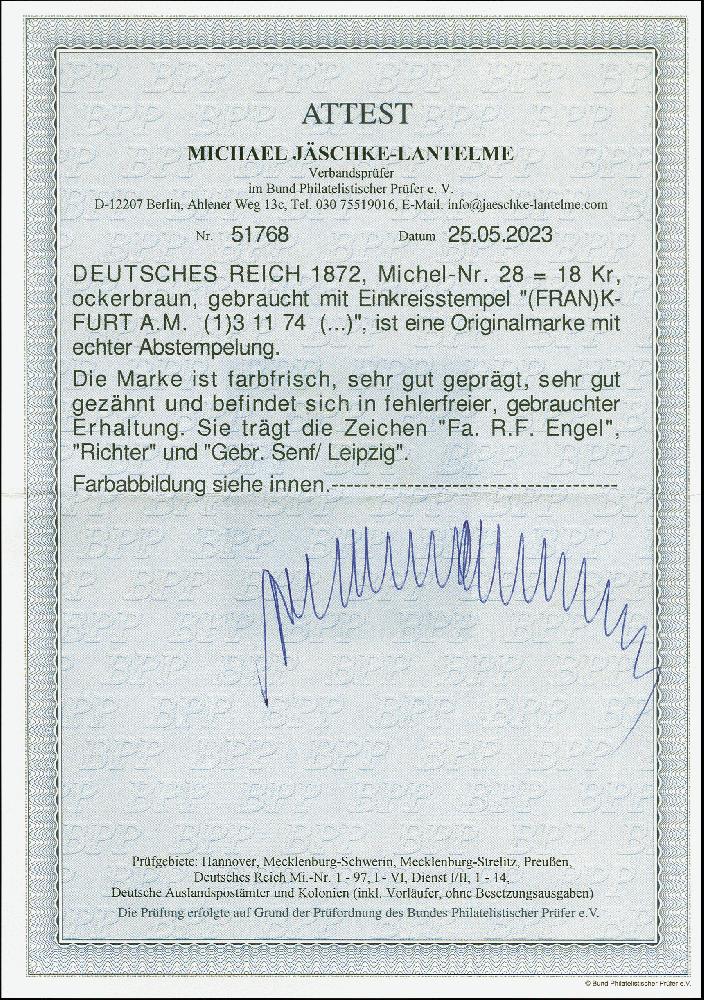 ATTEST
MICHAEL JÄSCHKE-LANTELME
Verbandsprüfer
im Bund Philatelistischer Prüfer e. V.
D-12207 Berlin, Ahlener Weg 13c, Tel. 030 75519016, E-Mail: info@jaeschke-lantelme.com
Nr. 51768 Datum 25.05.2023
DEUTSCHES REICH 1872, Michel-Nr. 28 = 18 Kr,
ockerbraun, gebraucht mit Einkreisstempel "(FRAN)K-
FURT A.M. (1)3 11 74 (...)", ist eine Originalmarke mit
echter Abstempelung.
Die Marke ist farbfrisch, sehr gut geprägt, sehr gut
gezähnt und befindet sich in fehlerfreier, gebrauchter
Erhaltung. Sie trägt die Zeichen "Fa. R.F. Engel",
"Richter" und "Gebr. Senf/ Leipzig".
Farbabbildung siehe innen.-----------------------------------
Prüfgebiete: Hannover, Mecklenburg-Schwerin, Mecklenburg-Strelitz, Preußen,
Deutsches Reich Mi.-Nr. 1 - 97, I - VI, Dienst I/II, 1 - 14,
Deutsche Auslandspostämter und Kolonien (inkl. Vorläufer, ohne Besetzungsausgaben)
Die Prüfung erfolgte auf Grund der Prüfordnung des Bundes Philatelistischer Prüfer e.V.
© Bund Philatelistischer Prüfer e.V.